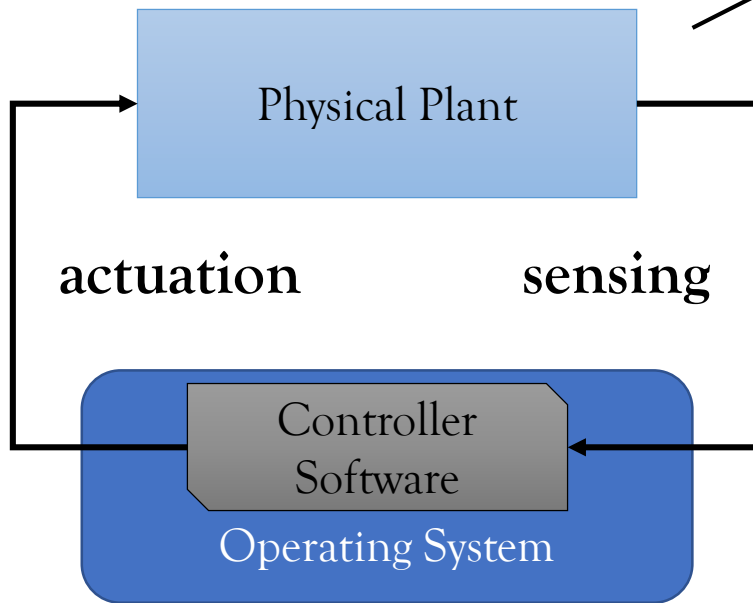 Physical Plant
actuation
sensing
Controller
Software
Operating System